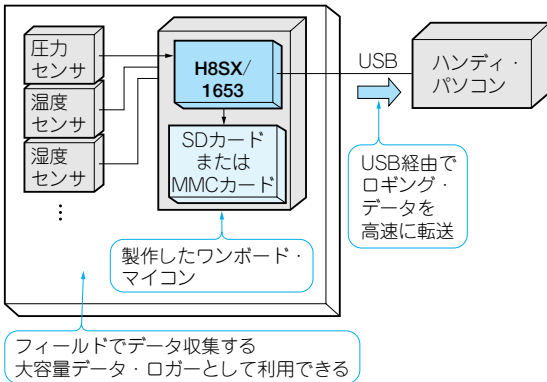 圧力
センサ
温度
センサ
湿度
センサ
⋮
H8SX/
1653
SDカード
または
MMCカード
USB
ハンディ・
パソコン
USB経由で
ロギング・
データを
高速に転送
製作したワンボード・
マイコン
フィールドでデータ収集する
大容量データ・ロガーとして利用できる